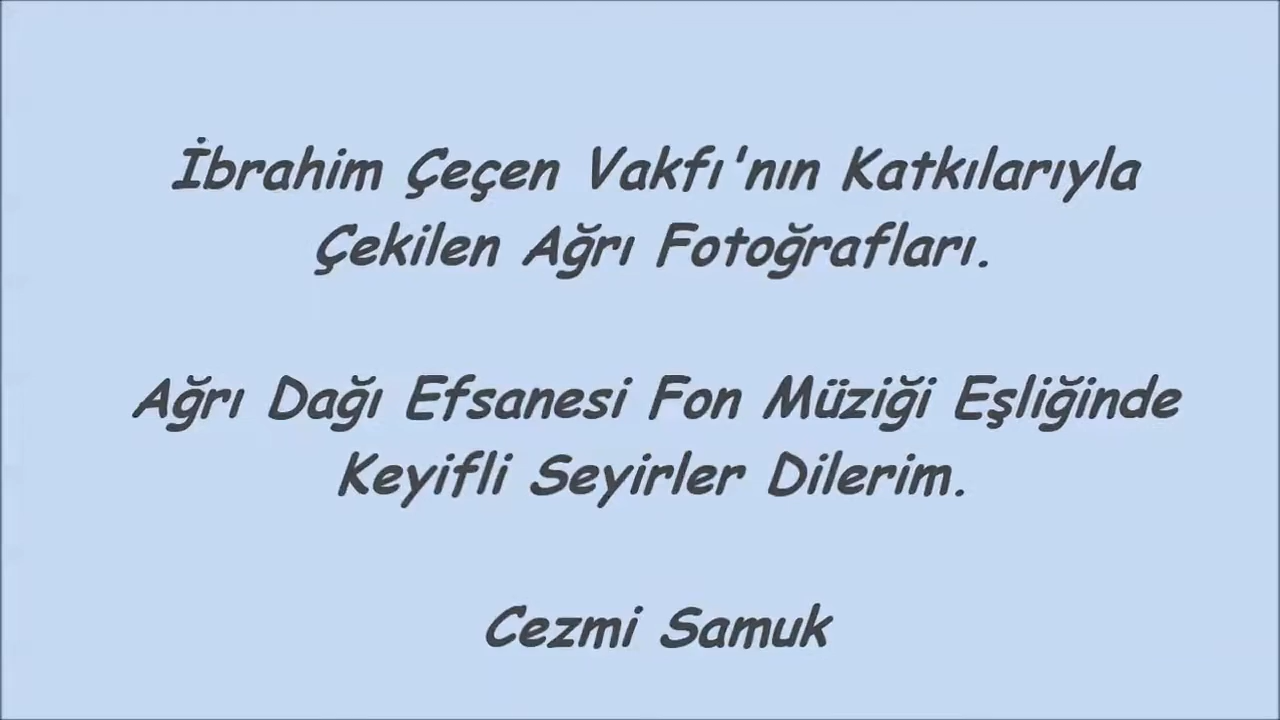 İbrahim Çeçen Vakfı'nın Katkılarıyla
Çekilen Ağrı Fotoğrafları.
Ağrı Dağı Efsanesi Fon Müziği Eşliğinde
Keyifli Seyirler Dilerim.
Cezmi Samuk